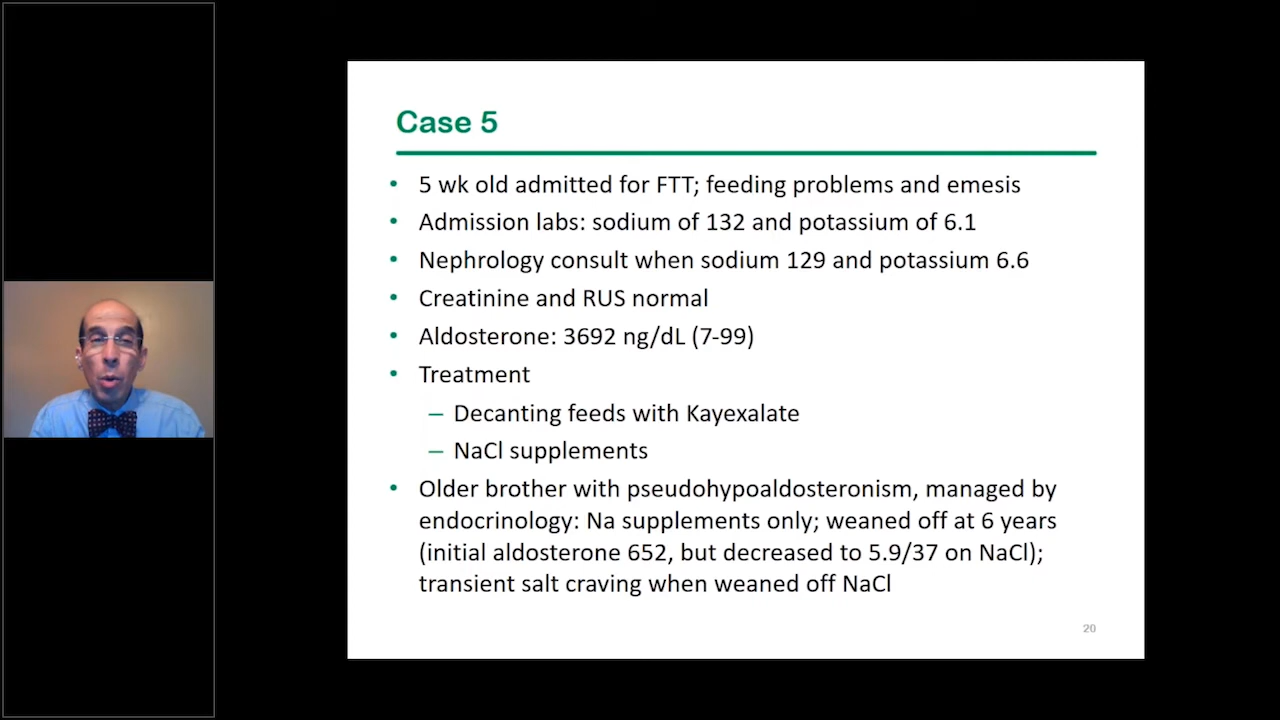 Case 5
• 5 wk old admitted for FTT; feeding problems and emesis
• Admission labs: sodium of 132 and potassium of 6.1
• Nephrology consult when sodium 129 and potassium 6.6
• Creatinine and RUS normal
• Aldosterone: 3692 ng/dL (7-99)
• Treatment
– Decanting feeds with Kayexalate
– NaCl supplements
• Older brother with pseudohypoaldosteronism, managed by
endocrinology: Na supplements only; weaned off at 6 years
(initial aldosterone 652, but decreased to 5.9/37 on NaCl);
transient salt craving when weaned off NaCl
20